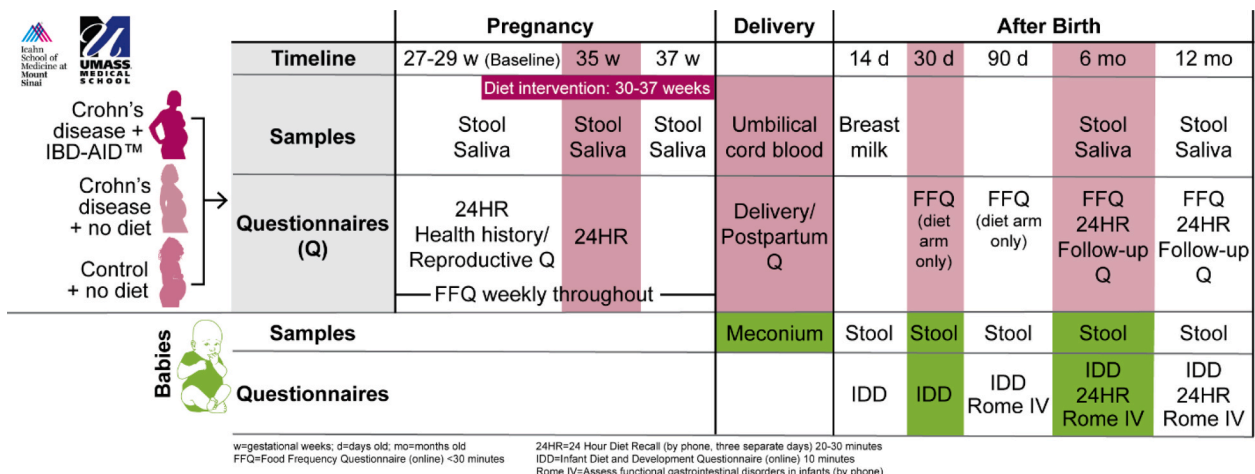 Icahn
School of
Medicine at
Mount
Sinai
UMASS
MEDICAL
SCHOOL
Pregnancy
Delivery
After Birth
Timeline
27-29 w (Baseline)
35 w
37 w
14 d
30 d
90 d
6 mo
12 mo
Diet intervention: 30-37 weeks
Crohn's
disease +
IBD-AID™
Crohn's
disease
+ no diet
Control
+ no diet
Samples
Stool
Saliva
Stool
Saliva
Stool
Saliva
Umbilical
cord blood
Breast
milk
Stool
Saliva
Stool
Saliva
Questionnaires
(Q)
24HR
Health history/
Reproductive Q
24HR
FFQ weekly throughout
Delivery/
Postpartum
Q
FFQ
(diet
arm
only)
FFQ
(diet arm
only)
FFQ
24HR
Follow-up
Q
FFQ
24HR
Follow-up
Q
Babies
Samples
Meconium
Stool
Stool
Stool
Stool
Stool
Questionnaires
IDD
IDD
IDD
Rome IV
IDD
24HR
Rome IV
IDD
24HR
Rome IV
w=gestational weeks; d=days old; mo=months old
FFQ=Food Frequency Questionnaire (online) <30 minutes
24HR=24 Hour Diet Recall (by phone, three separate days) 20-30 minutes
IDD=Infant Diet and Development Questionnaire (online) 10 minutes
Rome IV=Assess functional gastrointestinal disorders in infants (by phone)